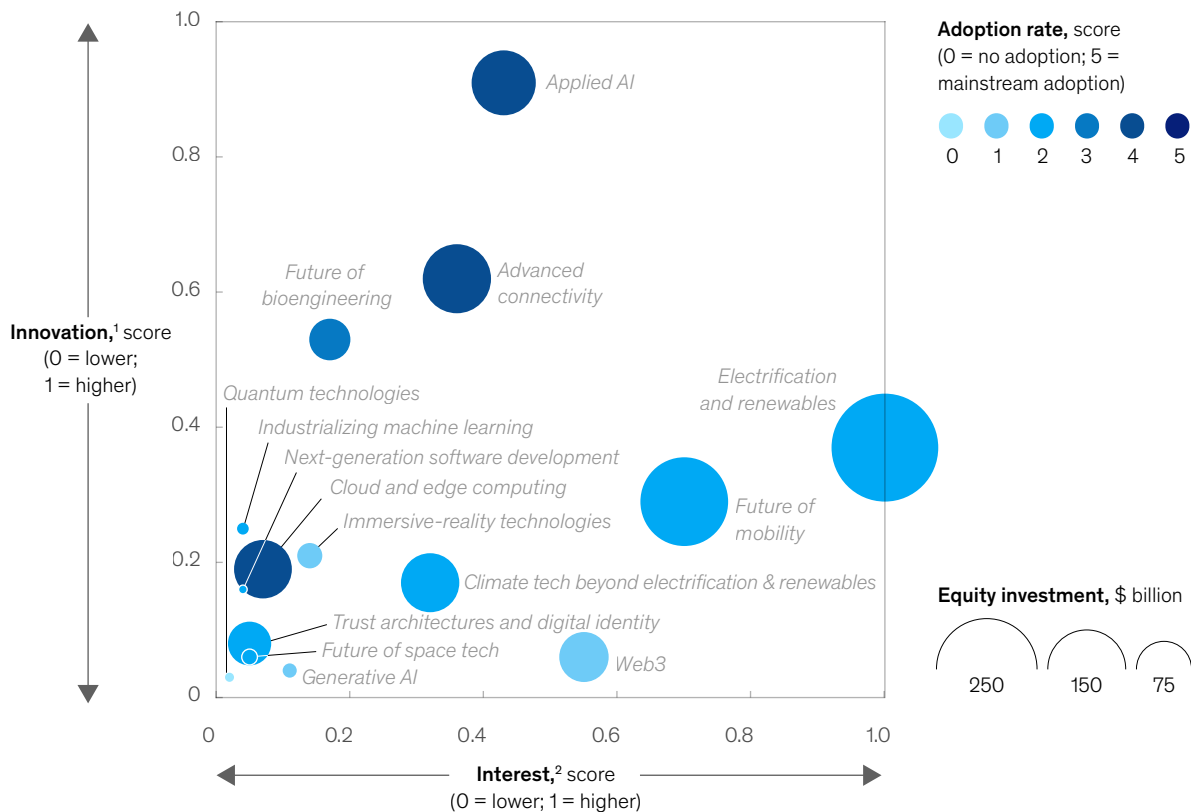 1.0
0.8
0.6
0.4
0.2
0
Innovation,¹ score
(0 = lower;
1 = higher)
Applied AI
Advanced
connectivity
Future of
bioengineering
Electrification
and renewables
Quantum technologies
Industrializing machine learning
Next-generation software development
Cloud and edge computing
Immersive-reality technologies
Future of
mobility
Climate tech beyond electrification & renewables
Trust architectures and digital identity
Future of space tech
Generative AI
Web3
0 0.2 0.4 0.6 0.8 1.0
Interest,² score
(0 = lower; 1 = higher)
Adoption rate, score
(0 = no adoption; 5 =
mainstream adoption)
0 1 2 3 4 5
Equity investment, $ billion
250 150 75